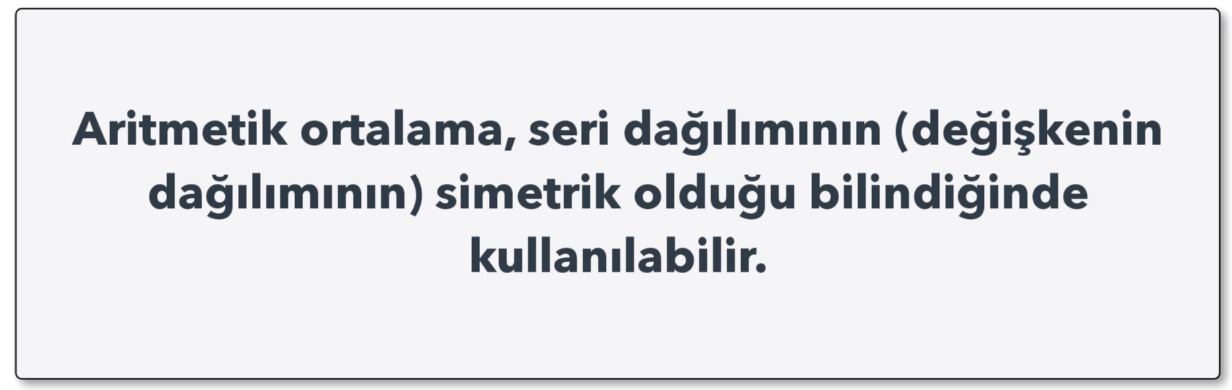 Aritmetik ortalama, seri dağılımının (değişkenin
dağılımının) simetrik olduğu bilindiğinde
kullanılabilir.